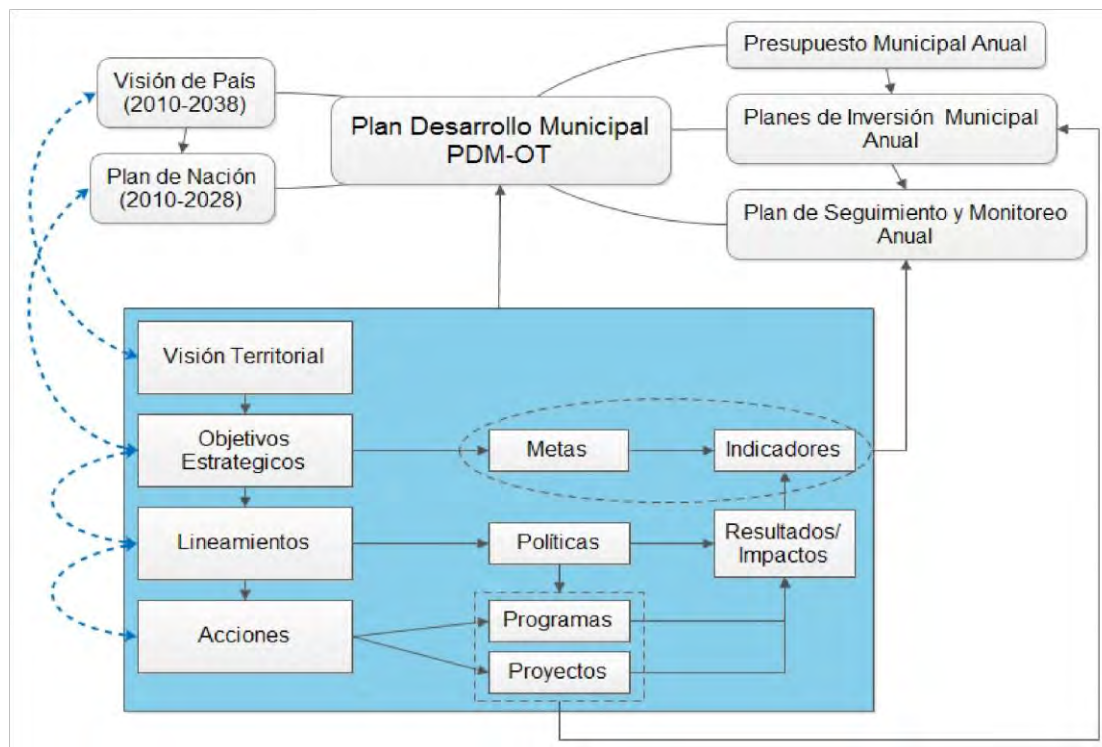 Presupuesto Municipal Anual
Visión de País
(2010-2038)
Plan Desarrollo Municipal
PDM-OT
Planes de Inversión Municipal
Anual
Plan de Nación
(2010-2028)
Plan de Seguimiento y Monitoreo
Anual
Visión Territorial
Objetivos
Estrategicos
Metas
Indicadores
Lineamientos
Políticas
Resultados/
Impactos
Acciones
Programas
Proyectos